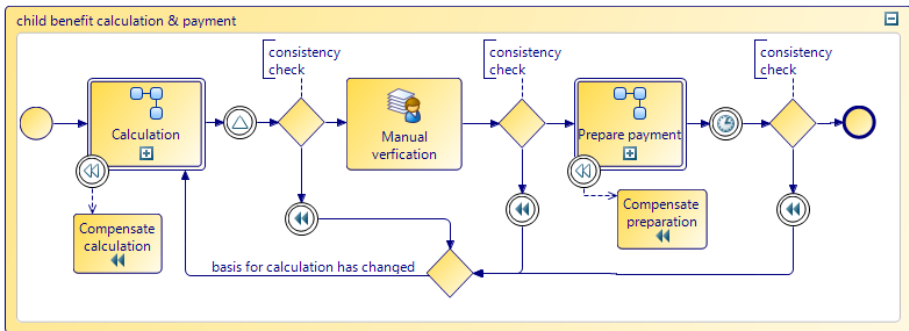 child benefit calculation & payment
consistency
check
consistency
check
consistency
check
Calculation
Manual
verfication
Prepare payment
Compensate
calculation
Compensate
preparation
basis for calculation has changed